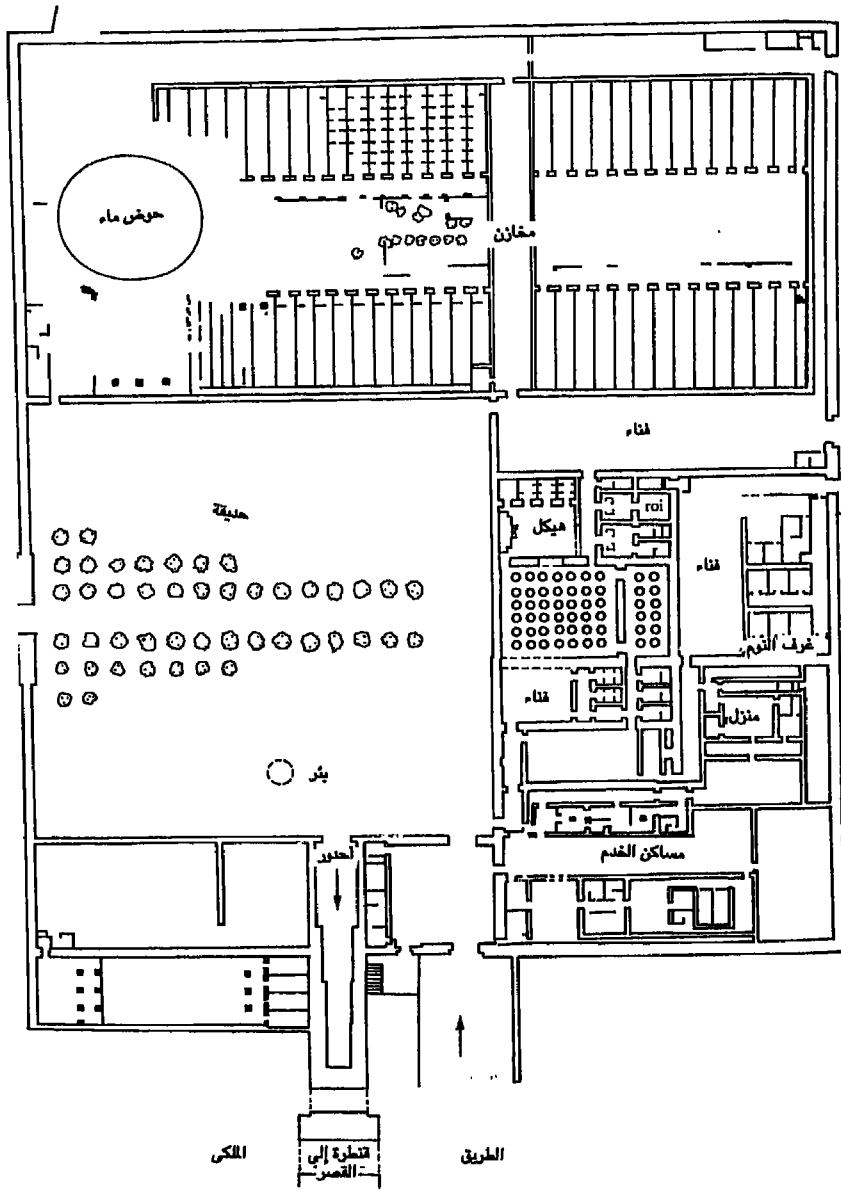 حوض ماء
مخازن
فناء
حديقة
هيكل
roi
فناء
غرف النوم
فناء
منزل
بئر
أحدور
مساكن الخدم
الطريق
الملكى
قنطرة إلى
القصر